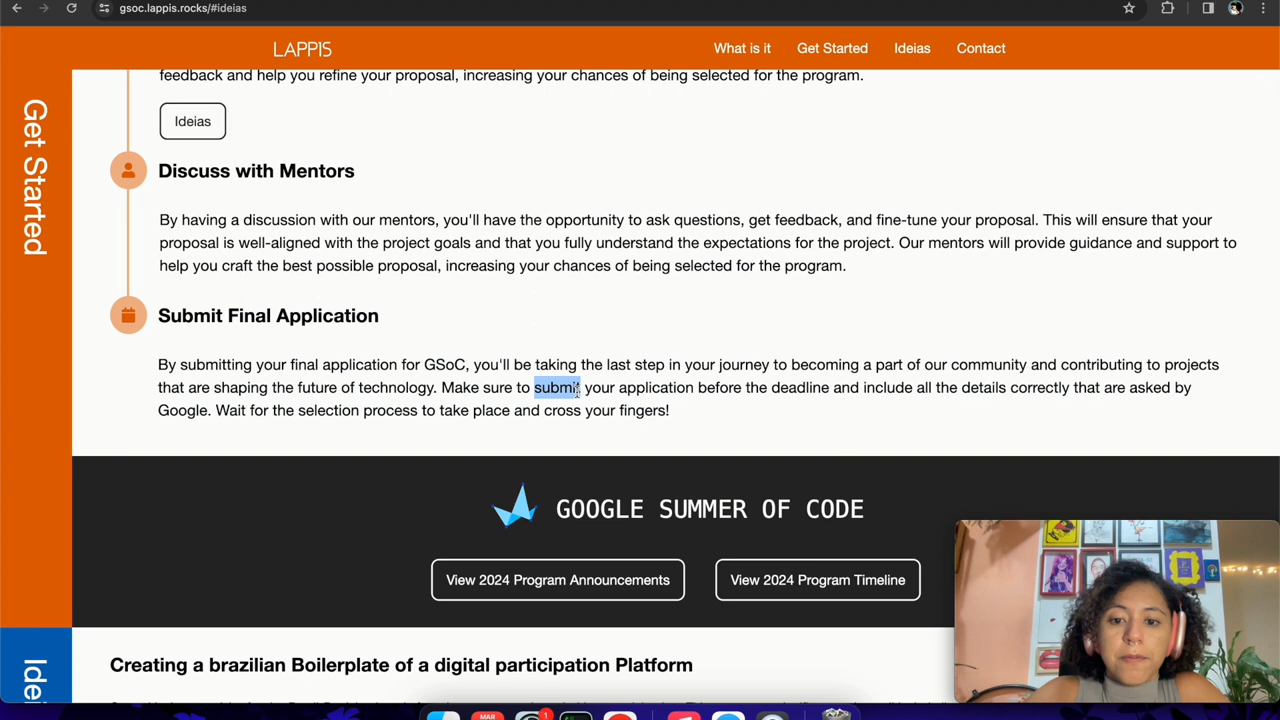 gsoc.lappis.rocks/#ideias
LAPPIS
What is it
Get Started
Ideias
Contact
feedback and help you refine your proposal, increasing your chances of being selected for the program.
Ideias
Get Started
Discuss with Mentors
By having a discussion with our mentors, you'll have the opportunity to ask questions, get feedback, and fine-tune your proposal. This will ensure that your
proposal is well-aligned with the project goals and that you fully understand the expectations for the project. Our mentors will provide guidance and support to
help you craft the best possible proposal, increasing your chances of being selected for the program.
Submit Final Application
By submitting your final application for GSoC, you'll be taking the last step in your journey to becoming a part of our community and contributing to projects
that are shaping the future of technology. Make sure to submit your application before the deadline and include all the details correctly that are asked by
Google. Wait for the selection process to take place and cross your fingers!
GOOGLE SUMMER OF CODE
View 2024 Program Announcements
View 2024 Program Timeline
Idei
Creating a brazilian Boilerplate of a digital participation Platform
MAR
1